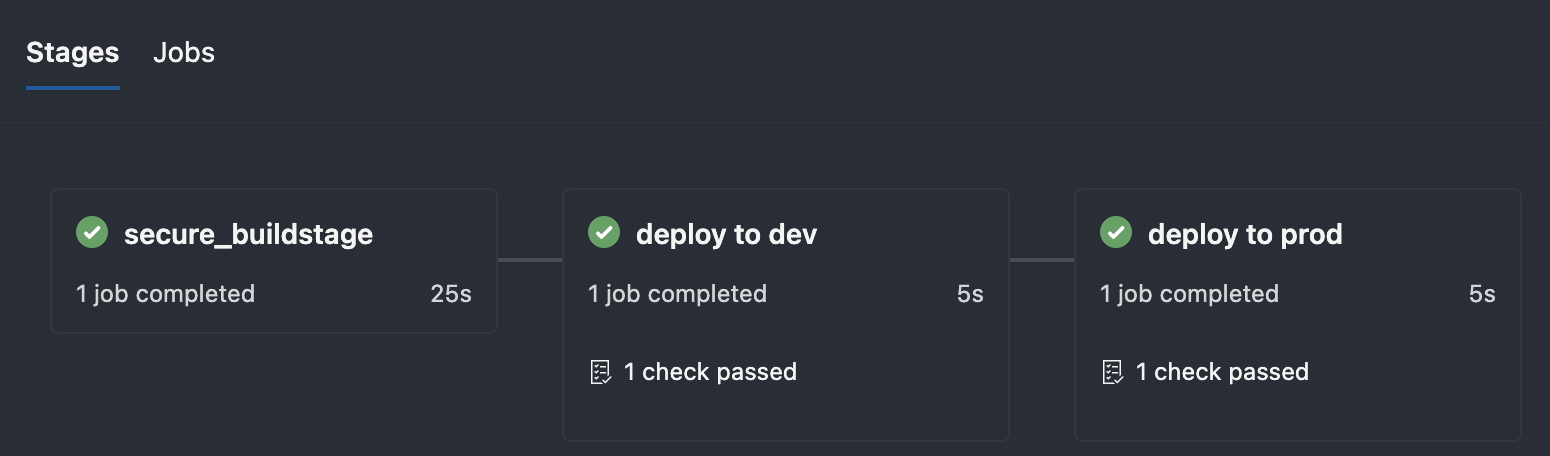 Stages Jobs
secure_buildstage
1 job completed 25s
deploy to dev
1 job completed 5s
1 check passed
deploy to prod
1 job completed 5s
1 check passed